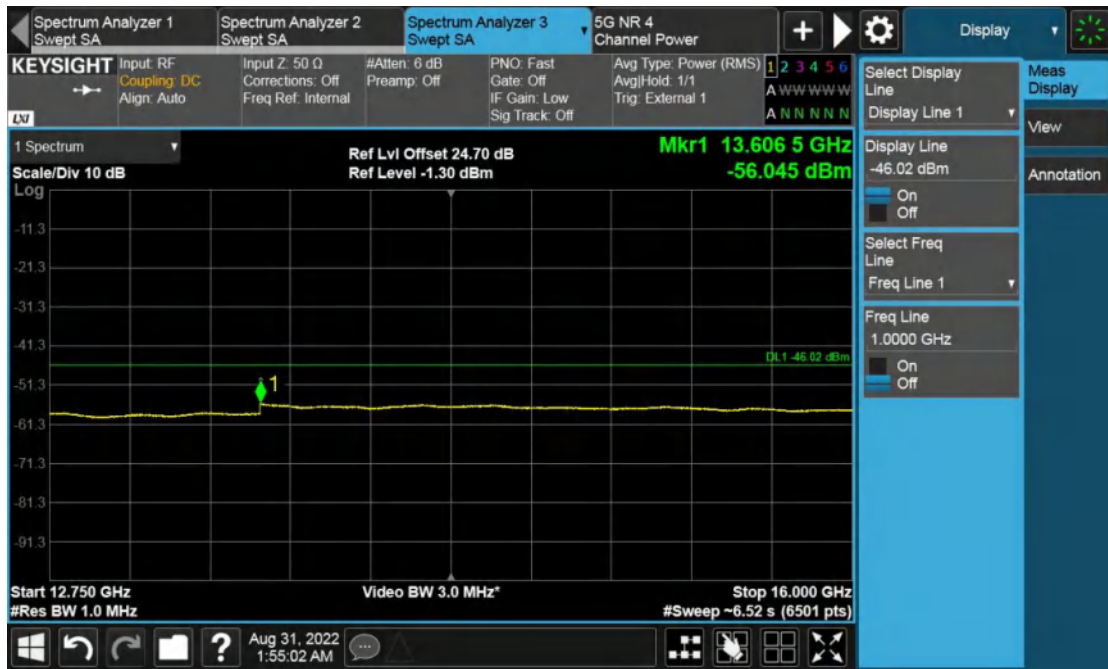 Spectrum Analyzer 1
Swept SA
Spectrum Analyzer 2
Swept SA
Spectrum Analyzer 3
Swept SA
5G NR 4
Channel Power
Display
KEYSIGHT
LXI
Input: RF
Coupling: DC
Align: Auto
Input Z: 50 Ω
Corrections: Off
Freq Ref: Internal
#Atten: 6 dB
Preamp: Off
PNO: Fast
Gate: Off
IF Gain: Low
Sig Track: Off
Avg Type: Power (RMS)
Avg|Hold: 1/1
Trig: External 1
1 2 3 4 5 6
A W W W W W
A N N N N N
1 Spectrum
Scale/Div 10 dB
Log
Ref Lvl Offset 24.70 dB
Ref Level -1.30 dBm
Mkr1 13.606 5 GHz
-56.045 dBm
-11.3
-21.3
-31.3
-41.3
DL1 -46.02 dBm
-51.3
1
-61.3
-71.3
-81.3
-91.3
Start 12.750 GHz
#Res BW 1.0 MHz
Video BW 3.0 MHz*
Stop 16.000 GHz
#Sweep ~6.52 s (6501 pts)
Select Display
Line
Display Line 1
Display Line
-46.02 dBm
On
Off
Select Freq
Line
Freq Line 1
Freq Line
1.0000 GHz
On
Off
Meas
Display
View
Annotation
?
Aug 31, 2022
1:55:02 AM